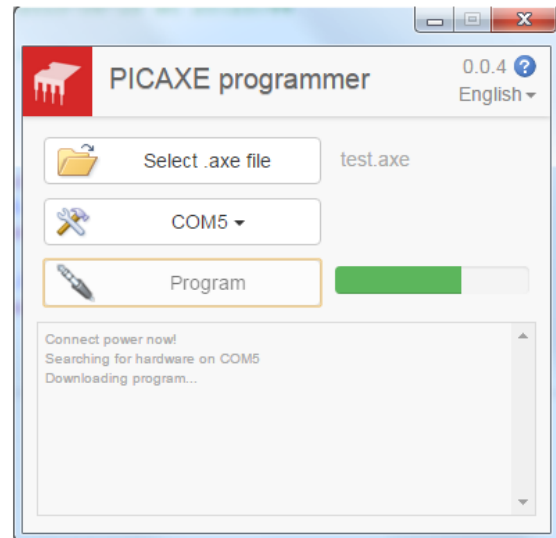 PICAXE programmer
0.0.4
English
Select .axe file
test.axe
COM5
Program
Connect power now!
Searching for hardware on COM5
Downloading program...